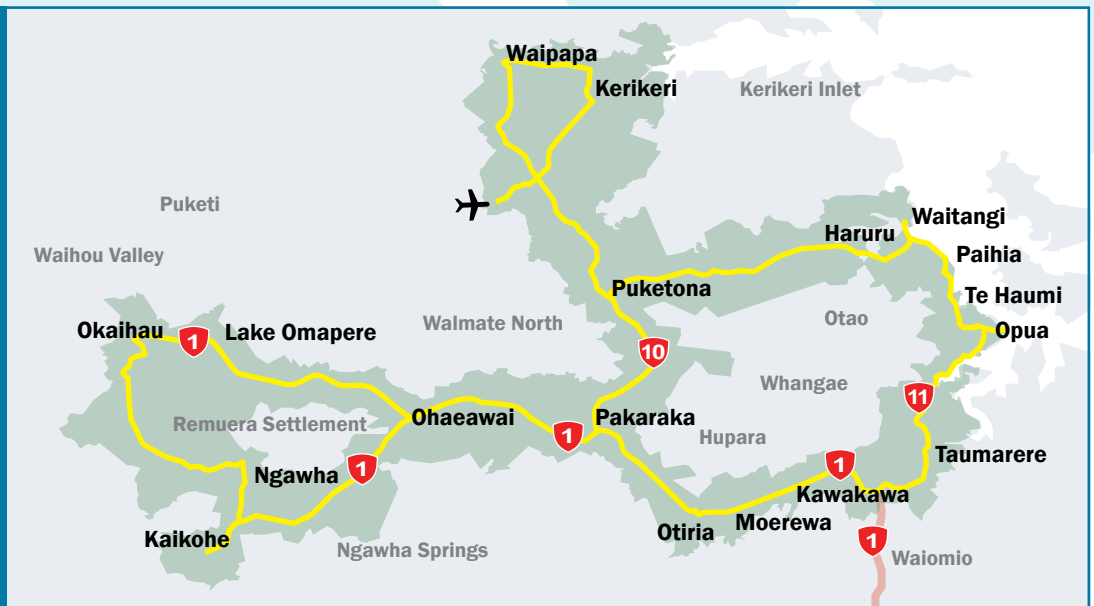 Waipapa
Kerikeri
Kerikeri Inlet
Puketi
Waitangi
Haruru
Waihou Valley
Paihia
Puketona
Te Haumi
Otao
Walmate North
Okaihau
1
Lake Omapere
Opua
10
Whangae
11
Remuera Settlement
Ohaeawai
Pakaraka
1
Hupara
Taumarere
Ngawha
1
1
Kawakawa
Moerewa
Otiria
Kaikohe
Ngawha Springs
1
Waiomio